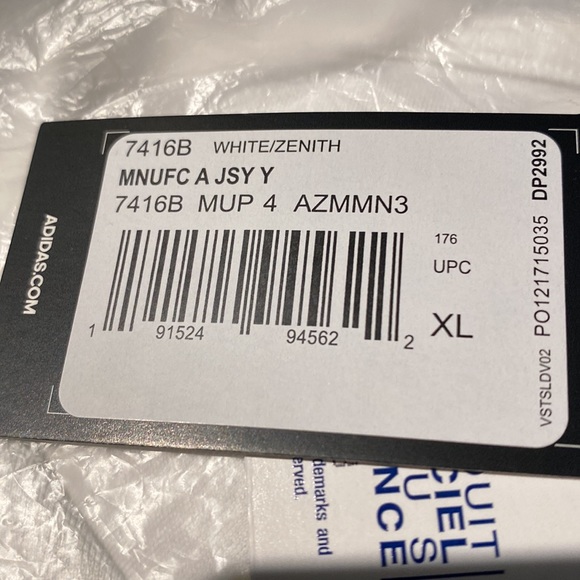 7416B WHITE/ZENITH
MNUFC A JSY Y
7416B MUP 4 AZMMN3
176
UPC
XL
1 91524 94562 2
VSTSLDV02 PO121715035 DP2992
ADIDAS.COM
demarks and
erved.
UIT
CIEL
U S
NCE